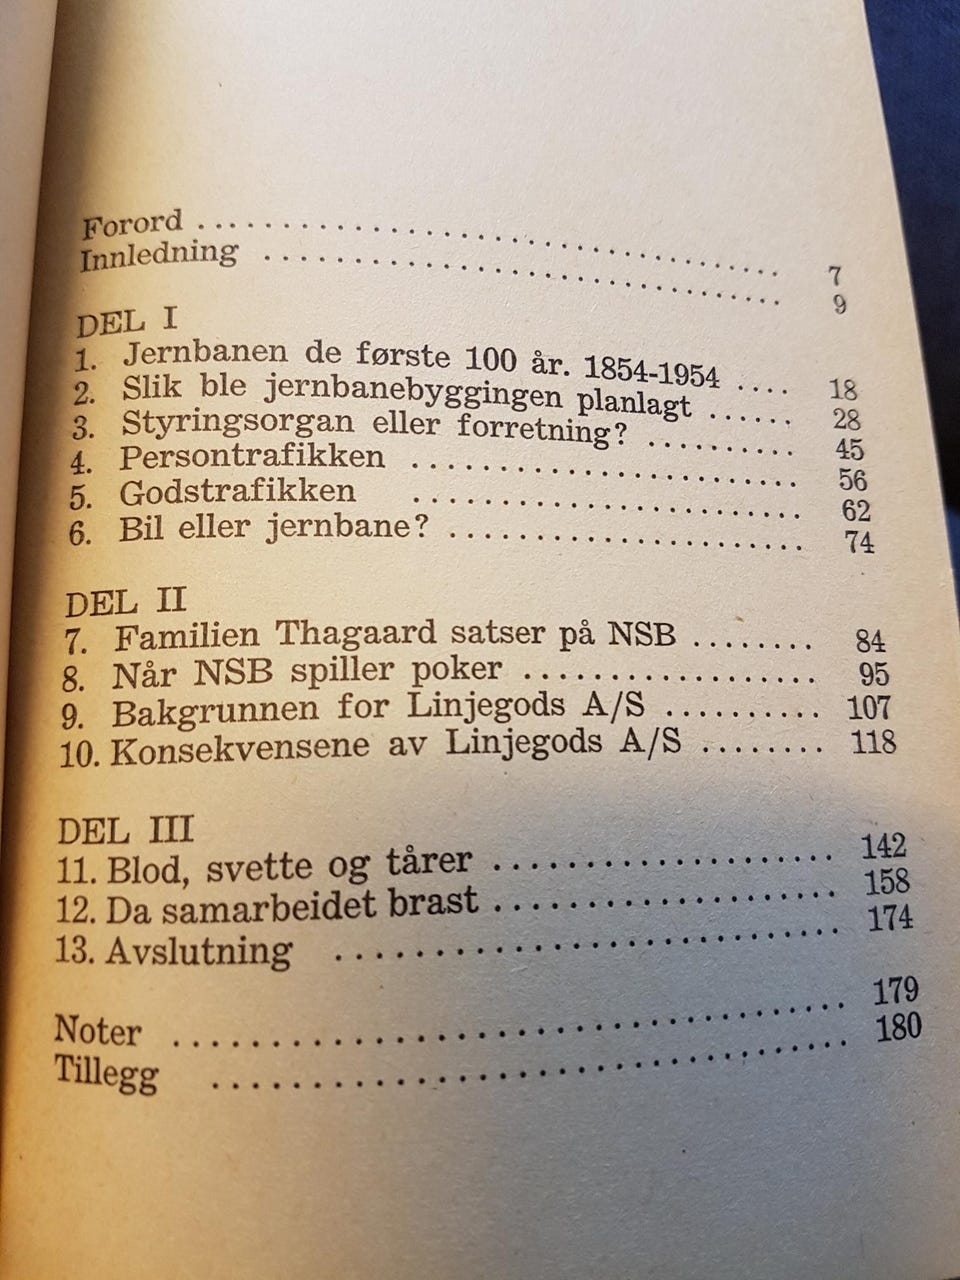 Forord .................................... 7
Innledning ................................ 9
DEL I
1. Jernbanen de første 100 år. 1854-1954 .... 18
2. Slik ble jernbanebyggingen planlagt ...... 28
3. Styringsorgan eller forretning? ......... 45
4. Persontrafikken ........................ 56
5. Godstrafikken ........................ 62
6. Bil eller jernbane? ...................... 74
DEL II
7. Familien Thagaard satser på NSB ........ 84
8. Når NSB spiller poker .................. 95
9. Bakgrunnen for Linjegods A/S .......... 107
10. Konsekvensene av Linjegods A/S ........ 118
DEL III
11. Blod, svette og tårer .................... 142
12. Da samarbeidet brast .................... 158
13. Avslutning .............................. 174
Noter ....................................... 179
Tillegg ..................................... 180